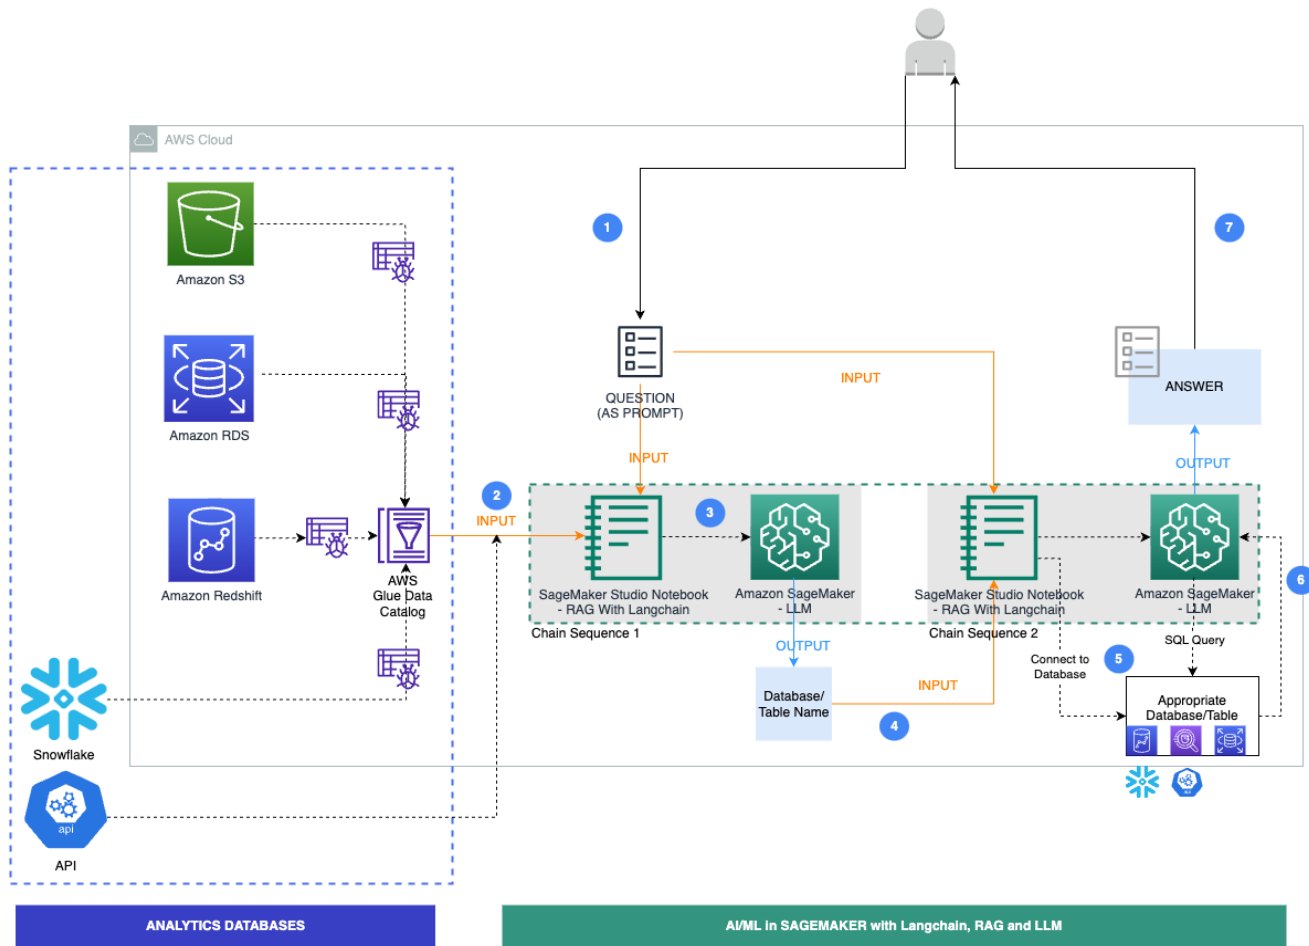 AWS Cloud
Amazon S3
Amazon RDS
Amazon Redshift
AWS
Glue Data
Catalog
Snowflake
api
API
1
7
QUESTION
(AS PROMPT)
INPUT
INPUT
ANSWER
OUTPUT
2
INPUT
3
SageMaker Studio Notebook
- RAG With Langchain
Amazon SageMaker
- LLM
Chain Sequence 1
SageMaker Studio Notebook
- RAG With Langchain
Amazon SageMaker
- LLM
Chain Sequence 2
6
OUTPUT
Database/
Table Name
INPUT
4
Connect to
Database
5
SQL Query
Appropriate
Database/Table
ANALYTICS DATABASES
AI/ML in SAGEMAKER with Langchain, RAG and LLM